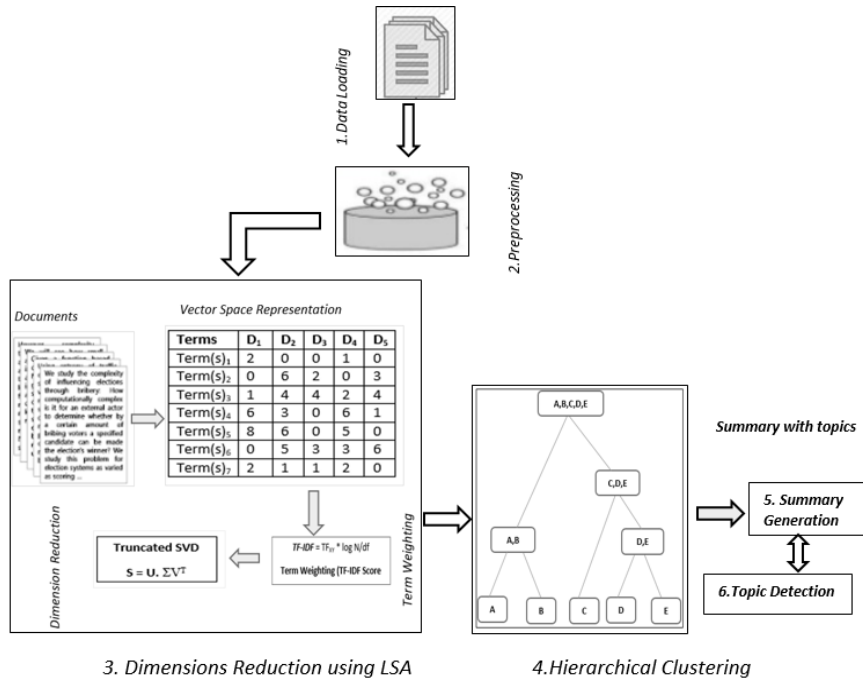 1.Data Loading
2.Preprocessing
Documents
We study the complexity
of influencing elections
through bribery: How
computationally complex
is it for an external actor
to determine whether by
a certain amount of
bribing voters a specified
candidate can be made
the election's winner? We
study this problem for
election systems as varied
as scoring ...
Vector Space Representation
Terms D1 D2 D3 D4 D5
Term(s)1 2 0 0 1 0
Term(s)2 0 6 2 0 3
Term(s)3 1 4 4 2 4
Term(s)4 6 3 0 6 1
Term(s)5 8 6 0 5 0
Term(s)6 0 5 3 3 6
Term(s)7 2 1 1 2 0
Dimension Reduction
Truncated SVD
S = U. ΣVT
TF-IDF = TF * log N/df
Term Weighting (TF-IDF Score
Term Weighting
3. Dimensions Reduction using LSA
A,B,C,D,E
C,D,E
A,B
D,E
A
B
C
D
E
4.Hierarchical Clustering
Summary with topics
5. Summary
Generation
6.Topic Detection